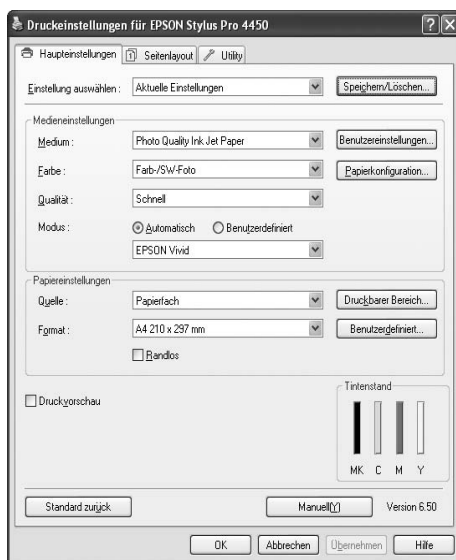 Druckeinstellungen für EPSON Stylus Pro 4450
Haupteinstellungen Seitenlayout Utility
Einstellung auswählen : Aktuelle Einstellungen Speichern/Löschen...
Medieneinstellungen
Medium : Photo Quality Ink Jet Paper Benutzereinstellungen...
Farbe : Farb-/SW-Foto Papierkonfiguration...
Qualität : Schnell
Modus : Automatisch Benutzerdefiniert
EPSON Vivid
Papiereinstellungen
Quelle : Papierfach Druckbarer Bereich...
Format : A4 210 x 297 mm Benutzerdefiniert...
Randlos
Druckvorschau
Tintenstand
MK C M Y
Standard zurück Manuell(Y) Version 6.50
OK Abbrechen Übernehmen Hilfe